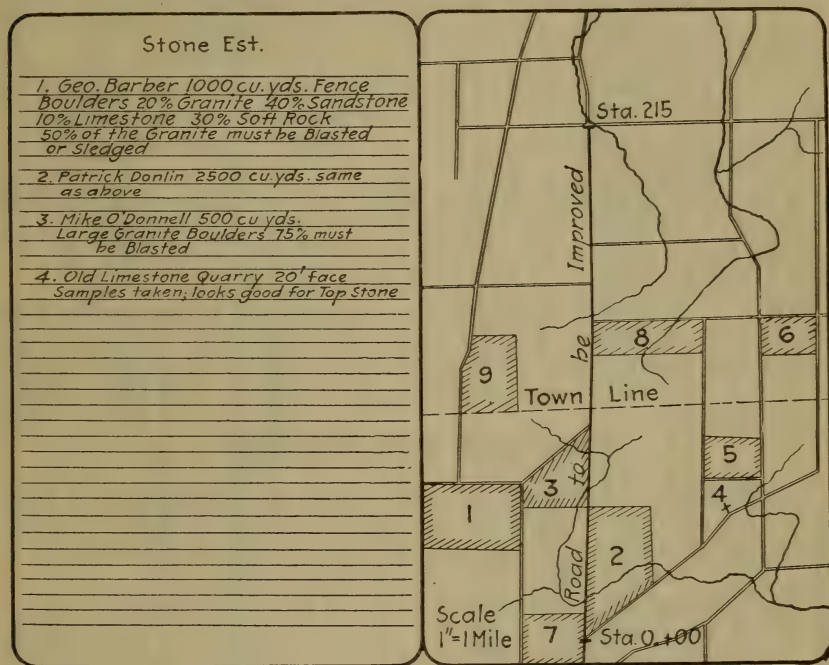 Stone Est.
1. Geo. Barber 1000 cu. yds. Fence
Boulders 20% Granite 40% Sandstone
10% Limestone 30% Soft Rock
50% of the Granite must be Blasted
or Sledged
2. Patrick Donlin 2500 cu. yds. same
as above
3. Mike O'Donnell 500 cu yds.
Large Granite Boulders 75% must
be Blasted
4. Old Limestone Quarry 20' face
Samples taken; looks good for Top Stone
Sta. 215
Road to be Improved
8
6
9
Town Line
5
3
4
1
2
Scale
1"=1 Mile
7
Sta. 0.+00